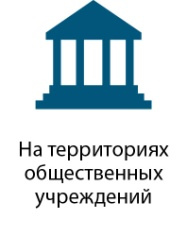 На территориях
общественных
учреждений